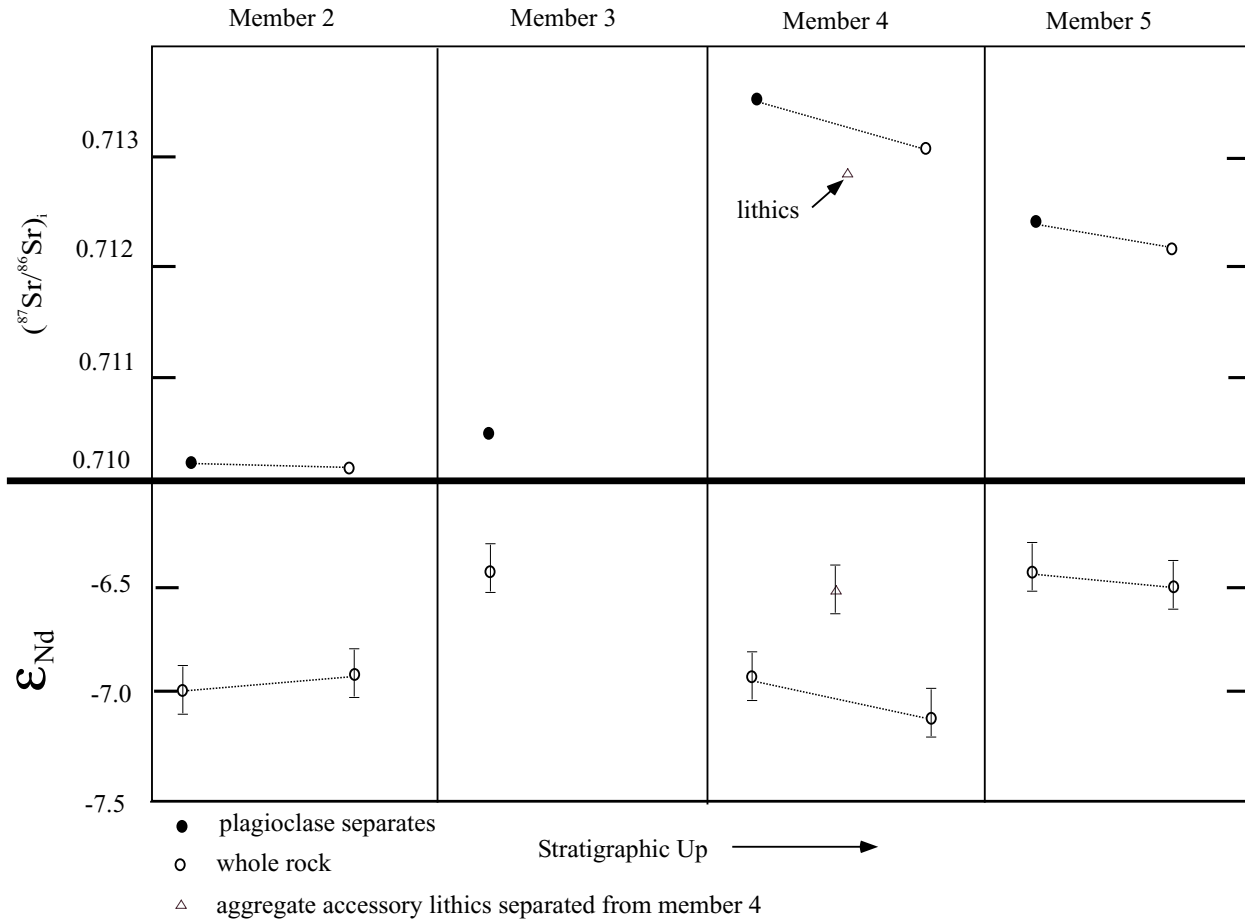 Member 2
Member 3
Member 4
Member 5
(⁸⁷Sr/⁸⁶Sr)ᵢ
0.713
0.712
0.711
0.710
lithics
εNd
-6.5
-7.0
-7.5
plagioclase separates
whole rock
aggregate accessory lithics separated from member 4
Stratigraphic Up